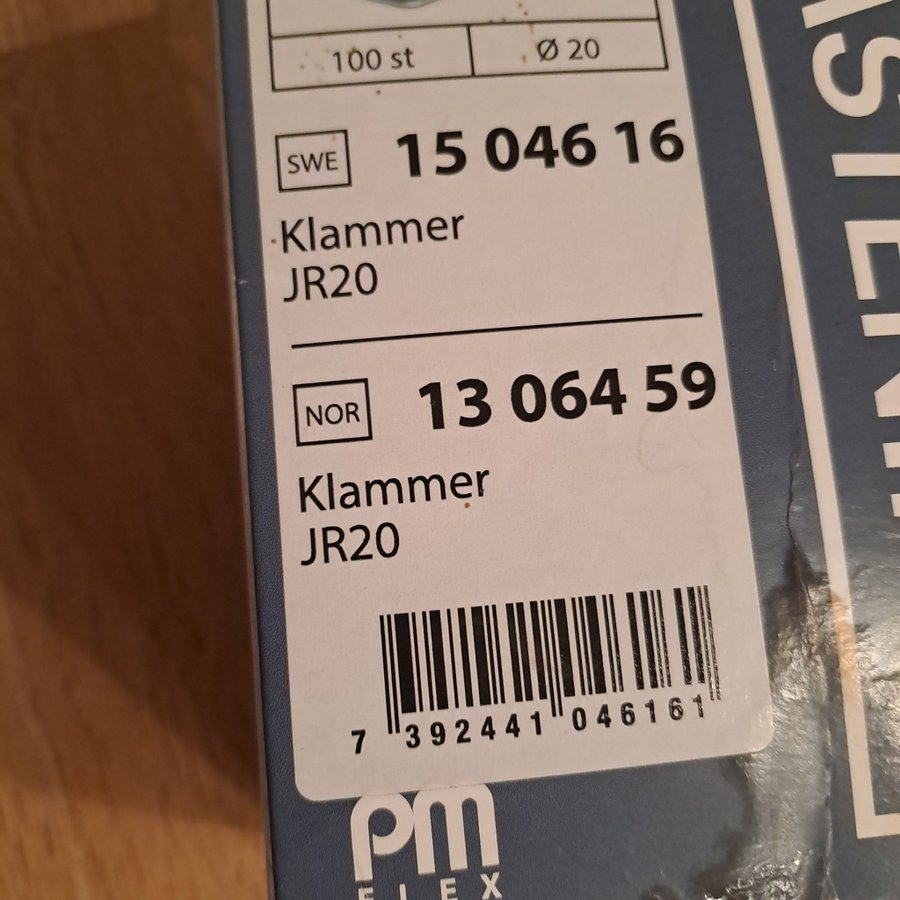 100 st
Ø 20
SWE
15 046 16
Klammer
JR20
NOR
13 064 59
Klammer
JR20
7 392441 046161
pm
FLEX